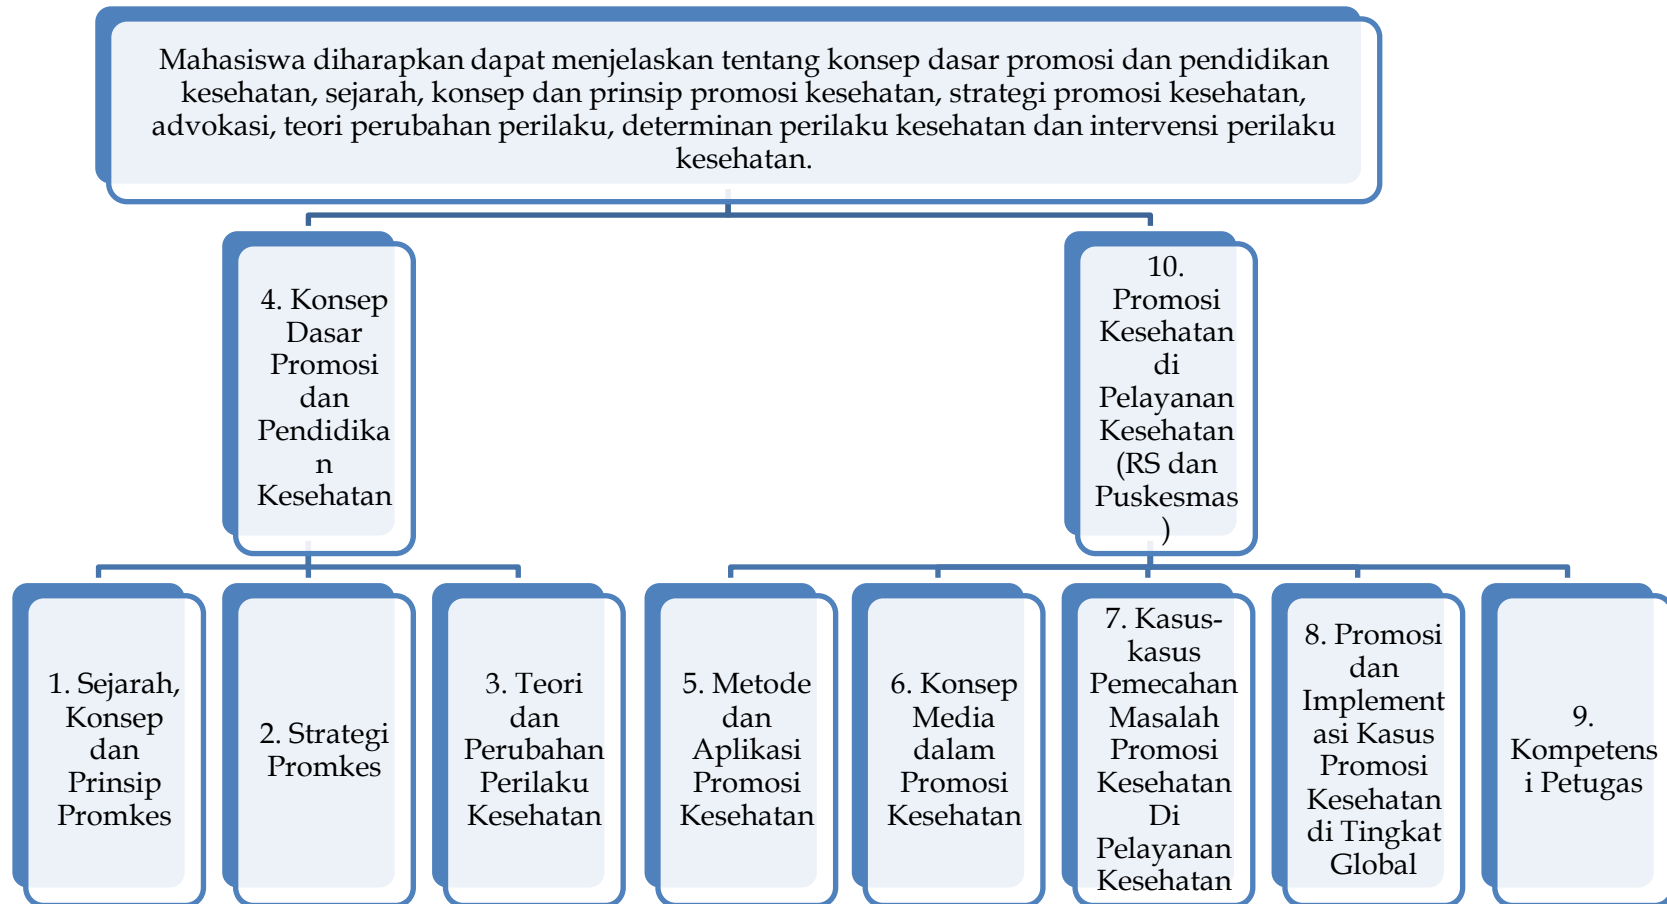 Mahasiswa diharapkan dapat menjelaskan tentang konsep dasar promosi dan pendidikan
kesehatan, sejarah, konsep dan prinsip promosi kesehatan, strategi promosi kesehatan,
advokasi, teori perubahan perilaku, determinan perilaku kesehatan dan intervensi perilaku
kesehatan.
4. Konsep
Dasar
Promosi
dan
Pendidika
n
Kesehatan
10.
Promosi
Kesehatan
di
Pelayanan
Kesehatan
(RS dan
Puskesmas
)
1. Sejarah,
Konsep
dan
Prinsip
Promkes
2. Strategi
Promkes
3. Teori
dan
Perubahan
Perilaku
Kesehatan
5. Metode
dan
Aplikasi
Promosi
Kesehatan
6. Konsep
Media
dalam
Promosi
Kesehatan
7. Kasus-
kasus
Pemecahan
Masalah
Promosi
Kesehatan
Di
Pelayanan
Kesehatan
8. Promosi
dan
Implement
asi Kasus
Promosi
Kesehatan
di Tingkat
Global
9.
Kompetens
i Petugas